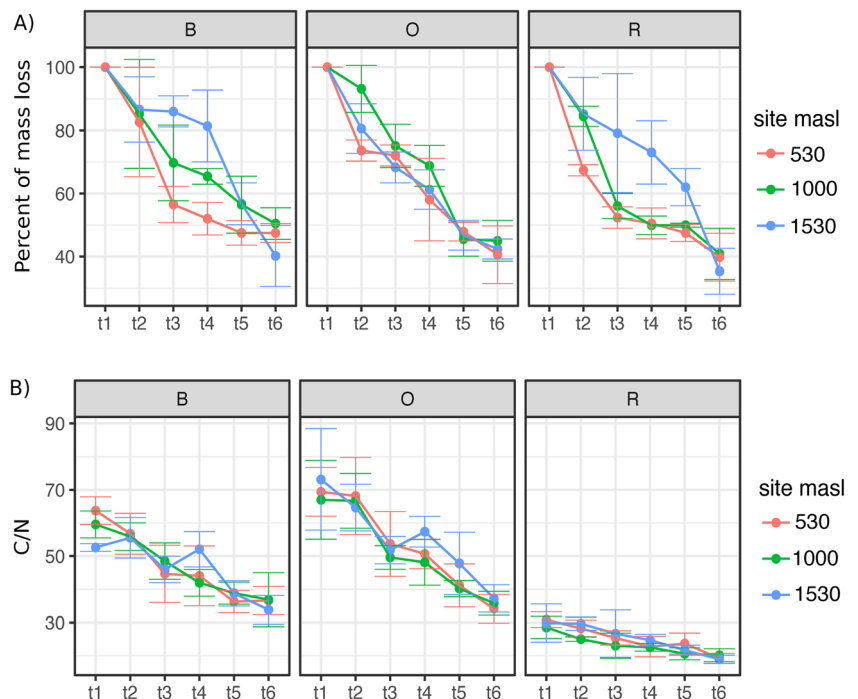 A)
B O R
Percent of mass loss
100
80
60
40
t1 t2 t3 t4 t5 t6 t1 t2 t3 t4 t5 t6 t1 t2 t3 t4 t5 t6
site masl
530
1000
1530
B)
B O R
C/N
90
70
50
30
t1 t2 t3 t4 t5 t6 t1 t2 t3 t4 t5 t6 t1 t2 t3 t4 t5 t6
site masl
530
1000
1530